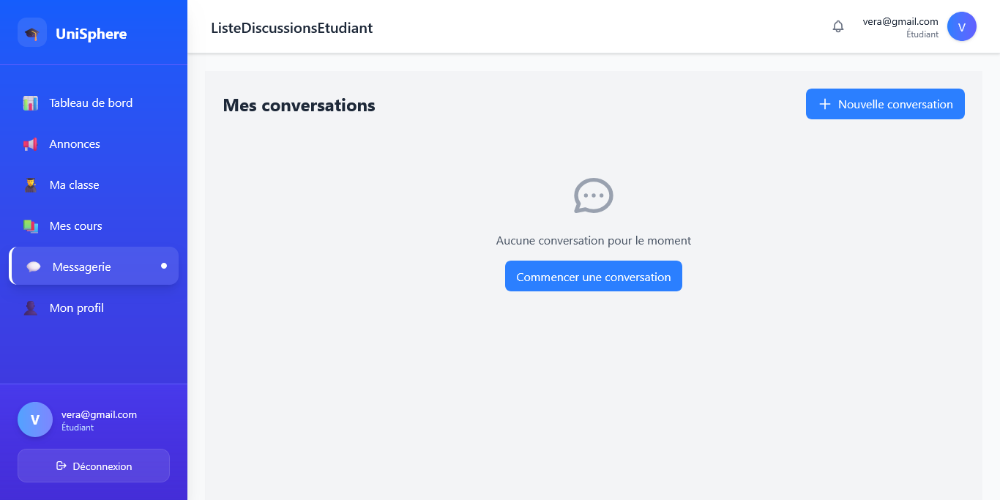 UniSphere
Tableau de bord
Annonces
Ma classe
Mes cours
Messagerie
Mon profil
V
vera@gmail.com
Étudiant
Déconnexion
ListeDiscussionsEtudiant
vera@gmail.com
Étudiant
V
Mes conversations
Nouvelle conversation
Aucune conversation pour le moment
Commencer une conversation